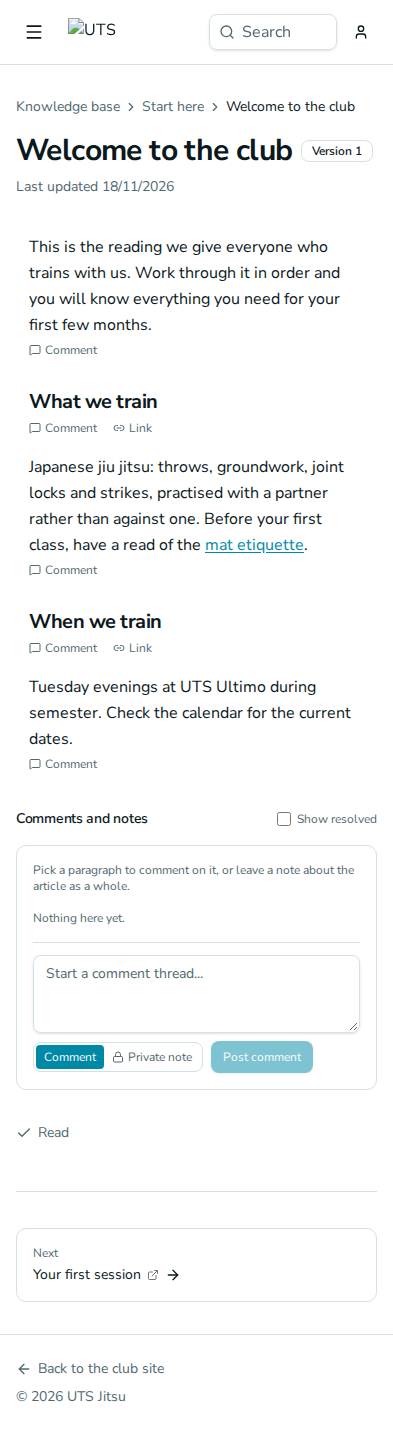 UTS
Search
Knowledge base > Start here > Welcome to the club
Welcome to the club
Version 1
Last updated 18/11/2026
This is the reading we give everyone who
trains with us. Work through it in order and
you will know everything you need for your
first few months.
Comment
What we train
Comment Link
Japanese jiu jitsu: throws, groundwork, joint
locks and strikes, practised with a partner
rather than against one. Before your first
class, have a read of the mat etiquette.
Comment
When we train
Comment Link
Tuesday evenings at UTS Ultimo during
semester. Check the calendar for the current
dates.
Comment
Comments and notes
Show resolved
Pick a paragraph to comment on it, or leave a note about the
article as a whole.
Nothing here yet.
Start a comment thread...
Comment Private note Post comment
Read
Next
Your first session
Back to the club site
© 2026 UTS Jitsu